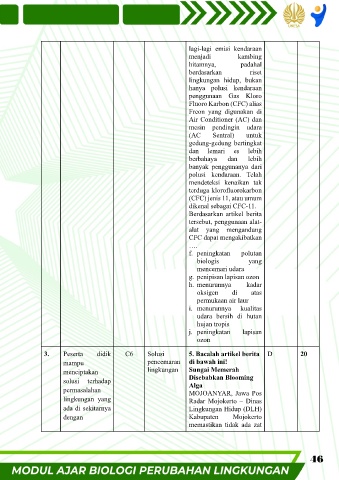 lagi-lagi emisi kendaraan
menjadi kambing
hitamnya, padahal
berdasarkan riset
lingkungan hidup, bukan
hanya polusi kendaraan
penggunaan Gas Kloro
Fluoro Karbon (CFC) alias
Freon yang digunakan di
Air Conditioner (AC) dan
mesin pendingin udara
(AC Sentral) untuk
gedung-gedung bertingkat
dan lemari es lebih
berbahaya dan lebih
banyak penggunanya dari
polusi kendaraan. Telah
mendeteksi kenaikan tak
terduga klorofluorokarbon
(CFC) jenis 11, atau umum
dikenal sebagai CFC-11.
Berdasarkan artikel berita
tersebut, penggunaan alat-
alat yang mengandung
CFC dapat mengakibatkan
....
f. peningkatan polutan
biologis yang
mencemari udara
g. penipisan lapisan ozon
h. menurunnya kadar
oksigen di atas
permukaan air laur
i. menurunnya kualitas
udara bersih di hutan
hujan tropis
j. peningkatan lapisan
ozon
3. Peserta didik
mampu
menciptakan
solusi terhadap
permasalahan
lingkungan yang
ada di sekitarnya
dengan
C6
Solusi
pencemaran
lingkungan
5. Bacalah artikel berita
di bawah ini!
Sungai Memerah
Disebabkan Blooming
Alga
MOJOANYAR, Jawa Pos
Radar Mojokerto – Dinas
Lingkungan Hidup (DLH)
Kabupaten Mojokerto
memastikan tidak ada zat
D
20
46
MODUL AJAR BIOLOGI PERUBAHAN LINGKUNGAN